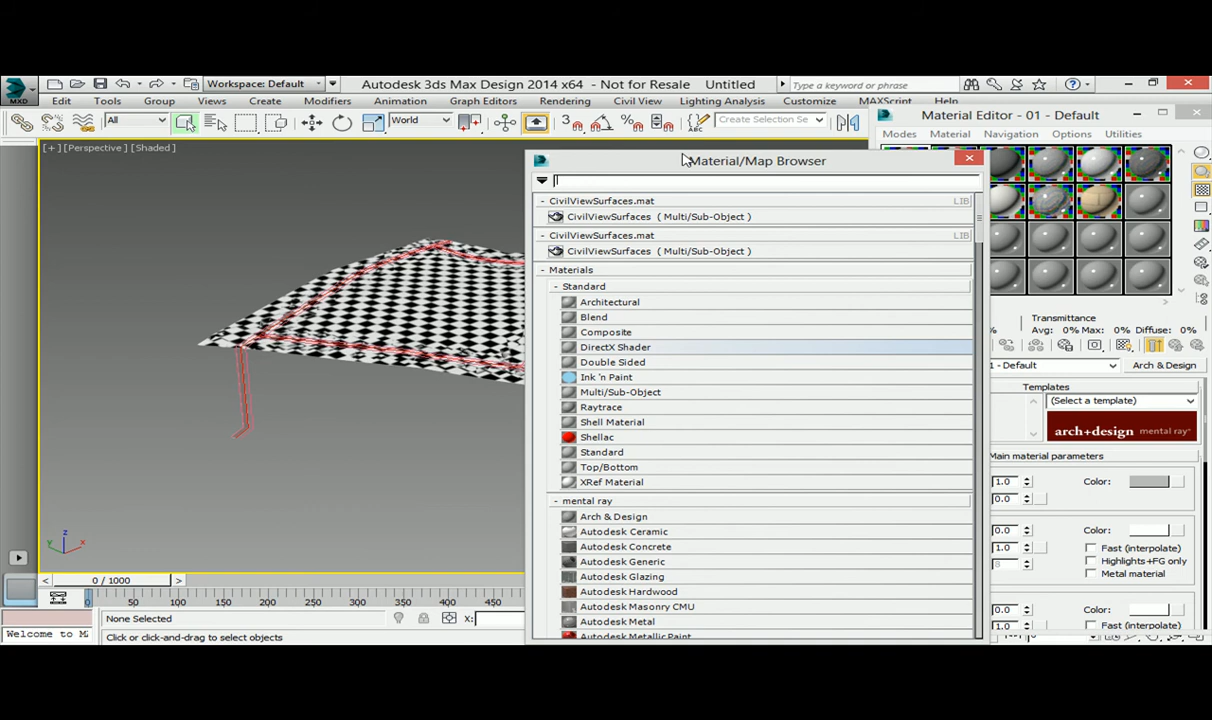 Workspace: Default
Autodesk 3ds Max Design 2014 x64 - Not for Resale Untitled
Type a keyword or phrase
MXD
Edit Tools Group Views Create Modifiers Animation Graph Editors Rendering Civil View Lighting Analysis Customize MAXScript Help
All
World
3
ABC
Create Selection Se
Material Editor - 01 - Default
Modes Material Navigation Options Utilities
[+] [Perspective] [Shaded]
Material/Map Browser
- CivilViewSurfaces.mat LIB
CivilViewSurfaces ( Multi/Sub-Object )
- CivilViewSurfaces.mat LIB
CivilViewSurfaces ( Multi/Sub-Object )
- Materials
- Standard
Architectural
Blend
Composite
DirectX Shader
Double Sided
Ink 'n Paint
Multi/Sub-Object
Raytrace
Shell Material
Shellac
Standard
Top/Bottom
XRef Material
- mental ray
Arch & Design
Autodesk Ceramic
Autodesk Concrete
Autodesk Generic
Autodesk Glazing
Autodesk Hardwood
Autodesk Masonry CMU
Autodesk Metal
Autodesk Metallic Paint
Transmittance
Avg: 0% Max: 0% Diffuse: 0%
1 - Default
Arch & Design
Templates
(Select a template)
arch+design mental ray
Main material parameters
1.0 Color:
0.0
0.0 Color:
1.0 Fast (interpolate)
8 Highlights+FG only
Metal material
0.0 Color:
1.0 Fast (interpolate)
z
y
x
< 0 / 1000 >
0 50 100 150 200 250 300 350 400 450
None Selected
X:
Welcome to M
Click or click-and-drag to select objects